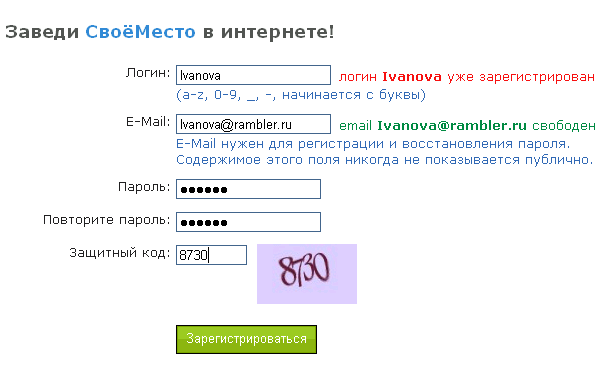 Заведи СвоёМесто в интернете!
Логин: Ivanova логин Ivanova уже зарегистрирован
(a-z, 0-9, _, -, начинается с буквы)
E-Mail: Ivanova@rambler.ru email Ivanova@rambler.ru свободен
E-Mail нужен для регистрации и восстановления пароля.
Содержимое этого поля никогда не показывается публично.
Пароль: ●●●●●●
Повторите пароль: ●●●●●●
Защитный код: 8730 8730
Зарегистрироваться